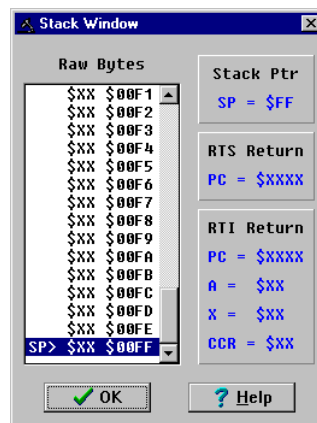 Stack Window
Raw Bytes
$XX $00F1
$XX $00F2
$XX $00F3
$XX $00F4
$XX $00F5
$XX $00F6
$XX $00F7
$XX $00F8
$XX $00F9
$XX $00FA
$XX $00FB
$XX $00FC
$XX $00FD
$XX $00FE
SP> $XX $00FF
Stack Ptr
SP = $FF
RTS Return
PC = $XXXX
RTI Return
PC = $XXXX
A = $XX
X = $XX
CCR = $XX
OK
? Help